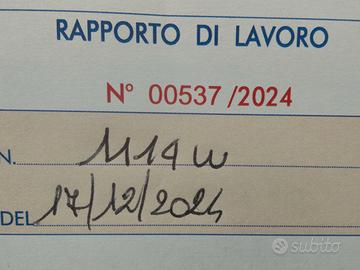 RAPPORTO DI LAVORO
N° 00537/2024
N. 1114 W
DEL 17/12/2024
subito